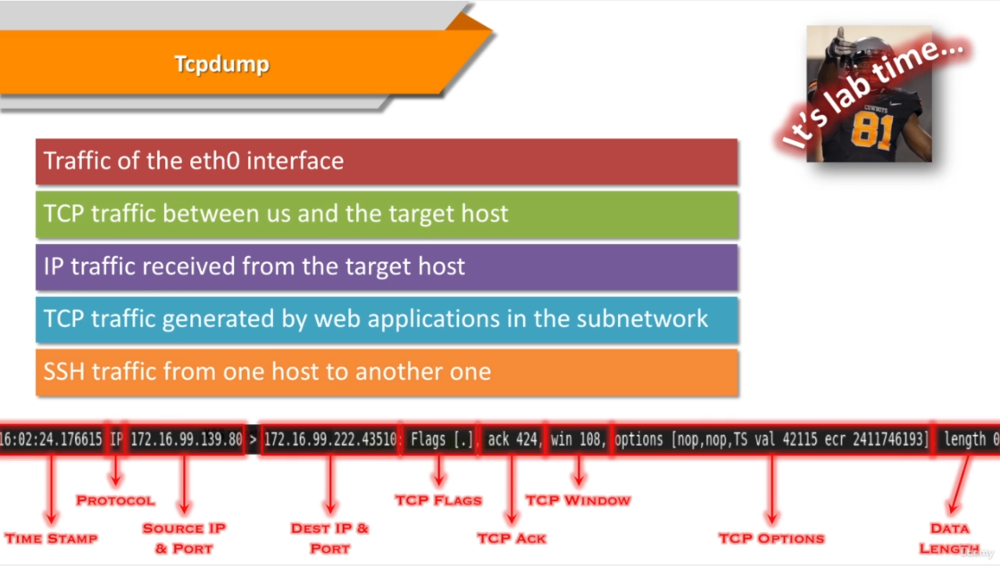 Tcpdump
It's lab time...
COWBOYS
81
Traffic of the eth0 interface
TCP traffic between us and the target host
IP traffic received from the target host
TCP traffic generated by web applications in the subnetwork
SSH traffic from one host to another one
16:02:24.176615 IP 172.16.99.139.80 > 172.16.99.222.43510: Flags [.], ack 424, win 108, options [nop,nop,TS val 42115 ecr 2411746193] length 0
Protocol TCP Flags TCP Window
Time Stamp Source IP & Port Dest IP & Port TCP Ack TCP Options Data Length
Udemy